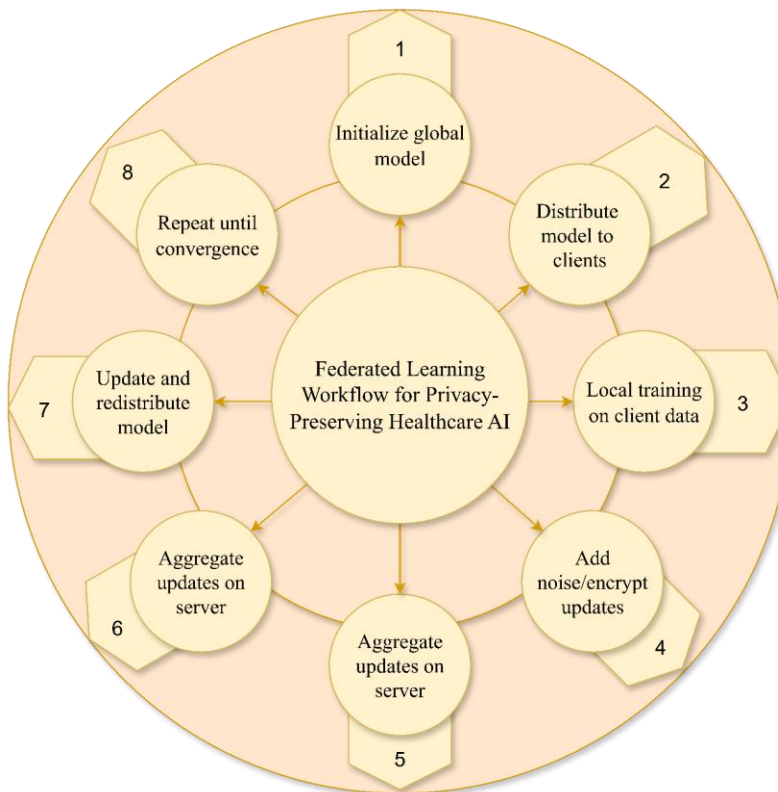 1
Initialize global
model
2
Distribute
model to
clients
3
Local training
on client data
4
Add
noise/encrypt
updates
5
Aggregate
updates on
server
6
Aggregate
updates on
server
7
Update and
redistribute
model
8
Repeat until
convergence
Federated Learning
Workflow for Privacy-
Preserving Healthcare AI